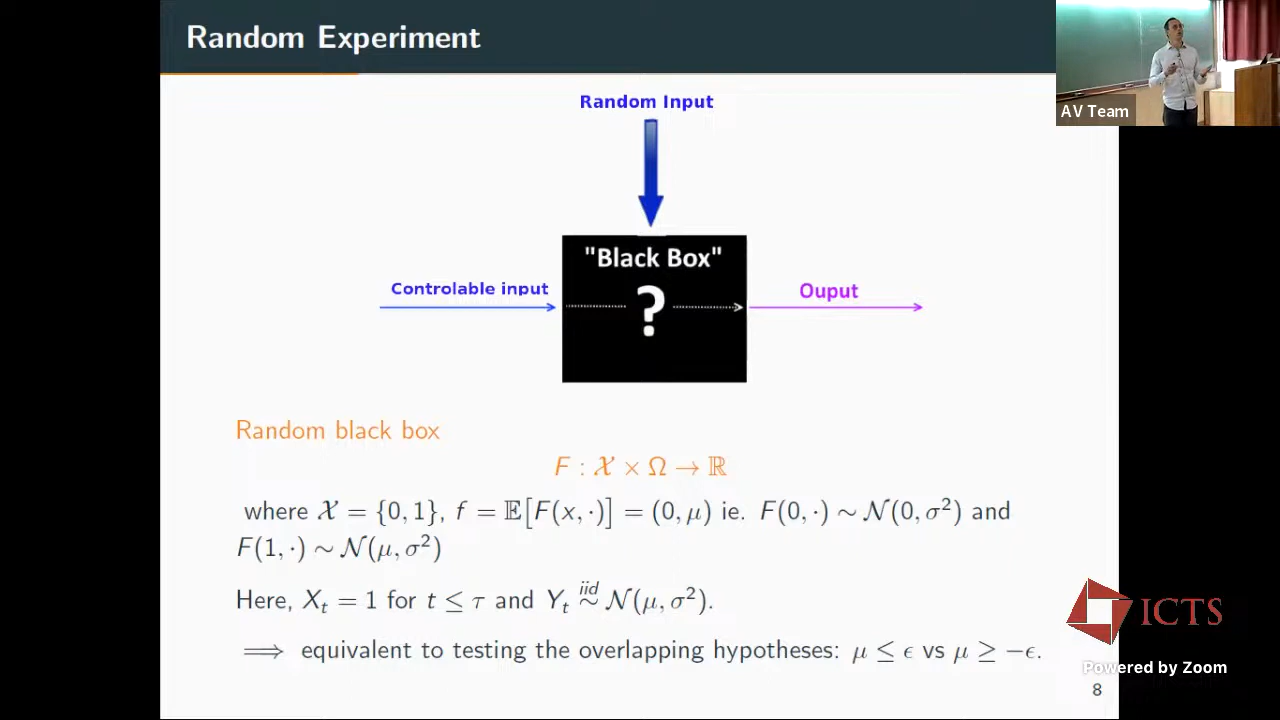 Random Experiment
AV Team
Random Input
"Black Box"
?
Controlable input
Ouput
Random black box
F : 𝒳 × Ω → ℝ
where 𝒳 = {0, 1}, f = 𝔼[F(x, ·)] = (0, μ) ie. F(0, ·) ∼ 𝒩(0, σ²) and
F(1, ·) ∼ 𝒩(μ, σ²)
Here, Xₜ = 1 for t ≤ τ and Yₜ iid∼ 𝒩(μ, σ²).
⟹ equivalent to testing the overlapping hypotheses: μ ≤ ϵ vs μ ≥ −ϵ.
ICTS
Powered by Zoom
8